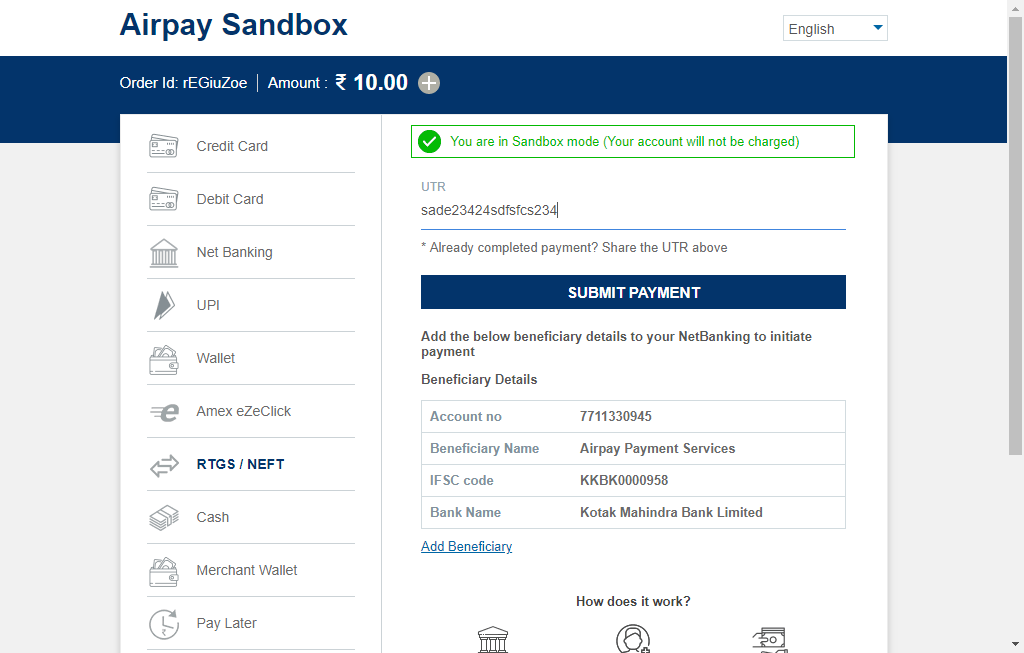 Airpay Sandbox
English
Order Id: rEGiuZoe
Amount : ₹ 10.00
Credit Card
Debit Card
Net Banking
UPI
Wallet
Amex eZeClick
RTGS / NEFT
Cash
Merchant Wallet
Pay Later
You are in Sandbox mode (Your account will not be charged)
UTR
sade23424sdfsfcs234
* Already completed payment? Share the UTR above
SUBMIT PAYMENT
Add the below beneficiary details to your NetBanking to initiate
payment
Beneficiary Details
Account no 7711330945
Beneficiary Name Airpay Payment Services
IFSC code KKBK0000958
Bank Name Kotak Mahindra Bank Limited
Add Beneficiary
How does it work?